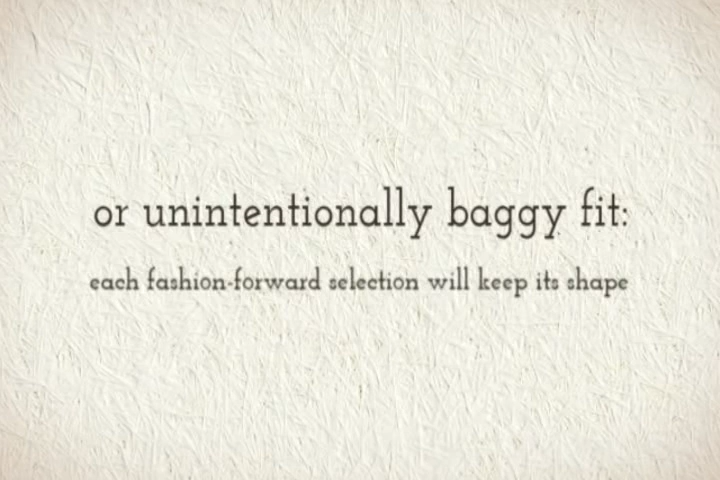 or unintentionally baggy fit:
each fashion-forward selection will keep its shape